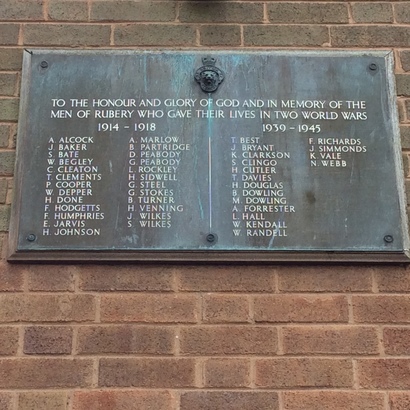 TO THE HONOUR AND GLORY OF GOD AND IN MEMORY OF THE
MEN OF RUBERY WHO GAVE THEIR LIVES IN TWO WORLD WARS
1914 - 1918
A. ALCOCK
J. BAKER
S. BATE
W. BEGLEY
C. CLEATON
T. CLEMENTS
P. COOPER
W. DEPPER
H. DONE
F. HODGETTS
F. HUMPHRIES
E. JARVIS
H. JOHNSON
A. MARLOW
B. PARTRIDGE
D. PEABODY
G. PEABODY
L. ROCKLEY
H. SIDWELL
G. STEEL
G. STOKES
B. TURNER
H. VENNING
J. WILKES
S. WILKES
1939 - 1945
T. BEST
J. BRYANT
K. CLARKSON
S. CLINGO
H. CUTLER
T. DAVIES
H. DOUGLAS
B. DOWLING
M. DOWLING
A. FORRESTER
L. HALL
W. KENDALL
W. RANDELL
F. RICHARDS
J. SIMMONDS
K. VALE
N. WEBB